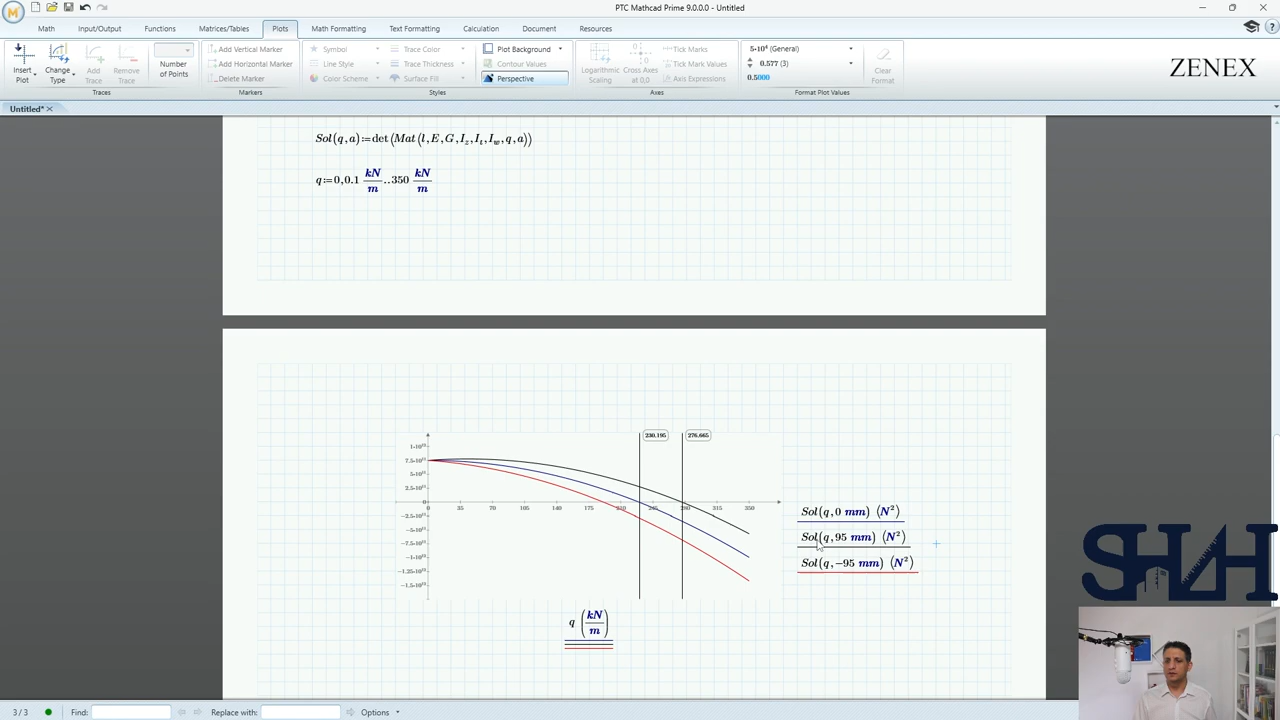 PTC Mathcad Prime 9.0.0.0 - Untitled
Math Input/Output Functions Matrices/Tables Plots Math Formatting Text Formatting Calculation Document Resources
Insert Plot
Change Type
Add Trace
Remove Trace
Traces
Number of Points
Add Vertical Marker
Add Horizontal Marker
Delete Marker
Markers
Symbol
Line Style
Color Scheme
Trace Color
Trace Thickness
Surface Fill
Styles
Plot Background
Contour Values
Perspective
Logarithmic Scaling
Cross Axes at 0,0
Tick Marks
Tick Mark Values
Axis Expressions
Axes
5·10⁴ (General)
0.577 (3)
0.5000
Format Plot Values
Clear Format
ZENEX
Untitled*
Sol(q,a):=det(Mat(l,E,G,I_z,I_t,I_w,q,a))
q:=0,0.1 kN/m..350 kN/m
230.195 276.665
0 35 70 105 140 175 210 245 280 315 350
Sol(q,0 mm) (N²)
Sol(q,95 mm) (N²)
Sol(q,−95 mm) (N²)
q (kN/m)
3 / 3 Find: Replace with: Options